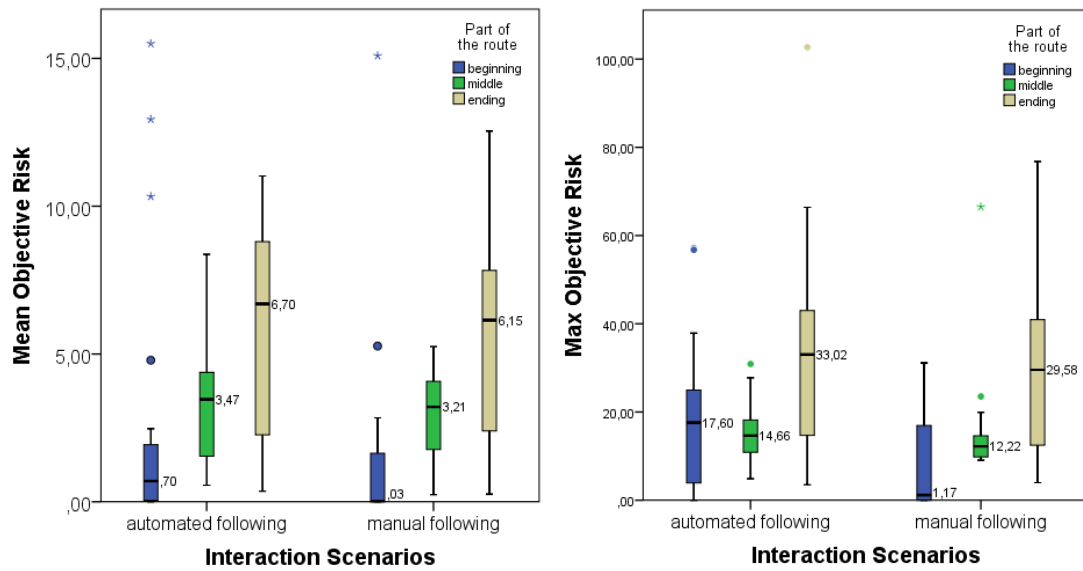 Part of
the route
beginning
middle
ending
Mean Objective Risk
15,00
10,00
5,00
,00
6,70
3,47
,70
6,15
3,21
,03
automated following
manual following
Interaction Scenarios
Part of
the route
beginning
middle
ending
Max Objective Risk
100,00
80,00
60,00
40,00
20,00
,00
17,60
14,66
33,02
1,17
12,22
29,58
automated following
manual following
Interaction Scenarios